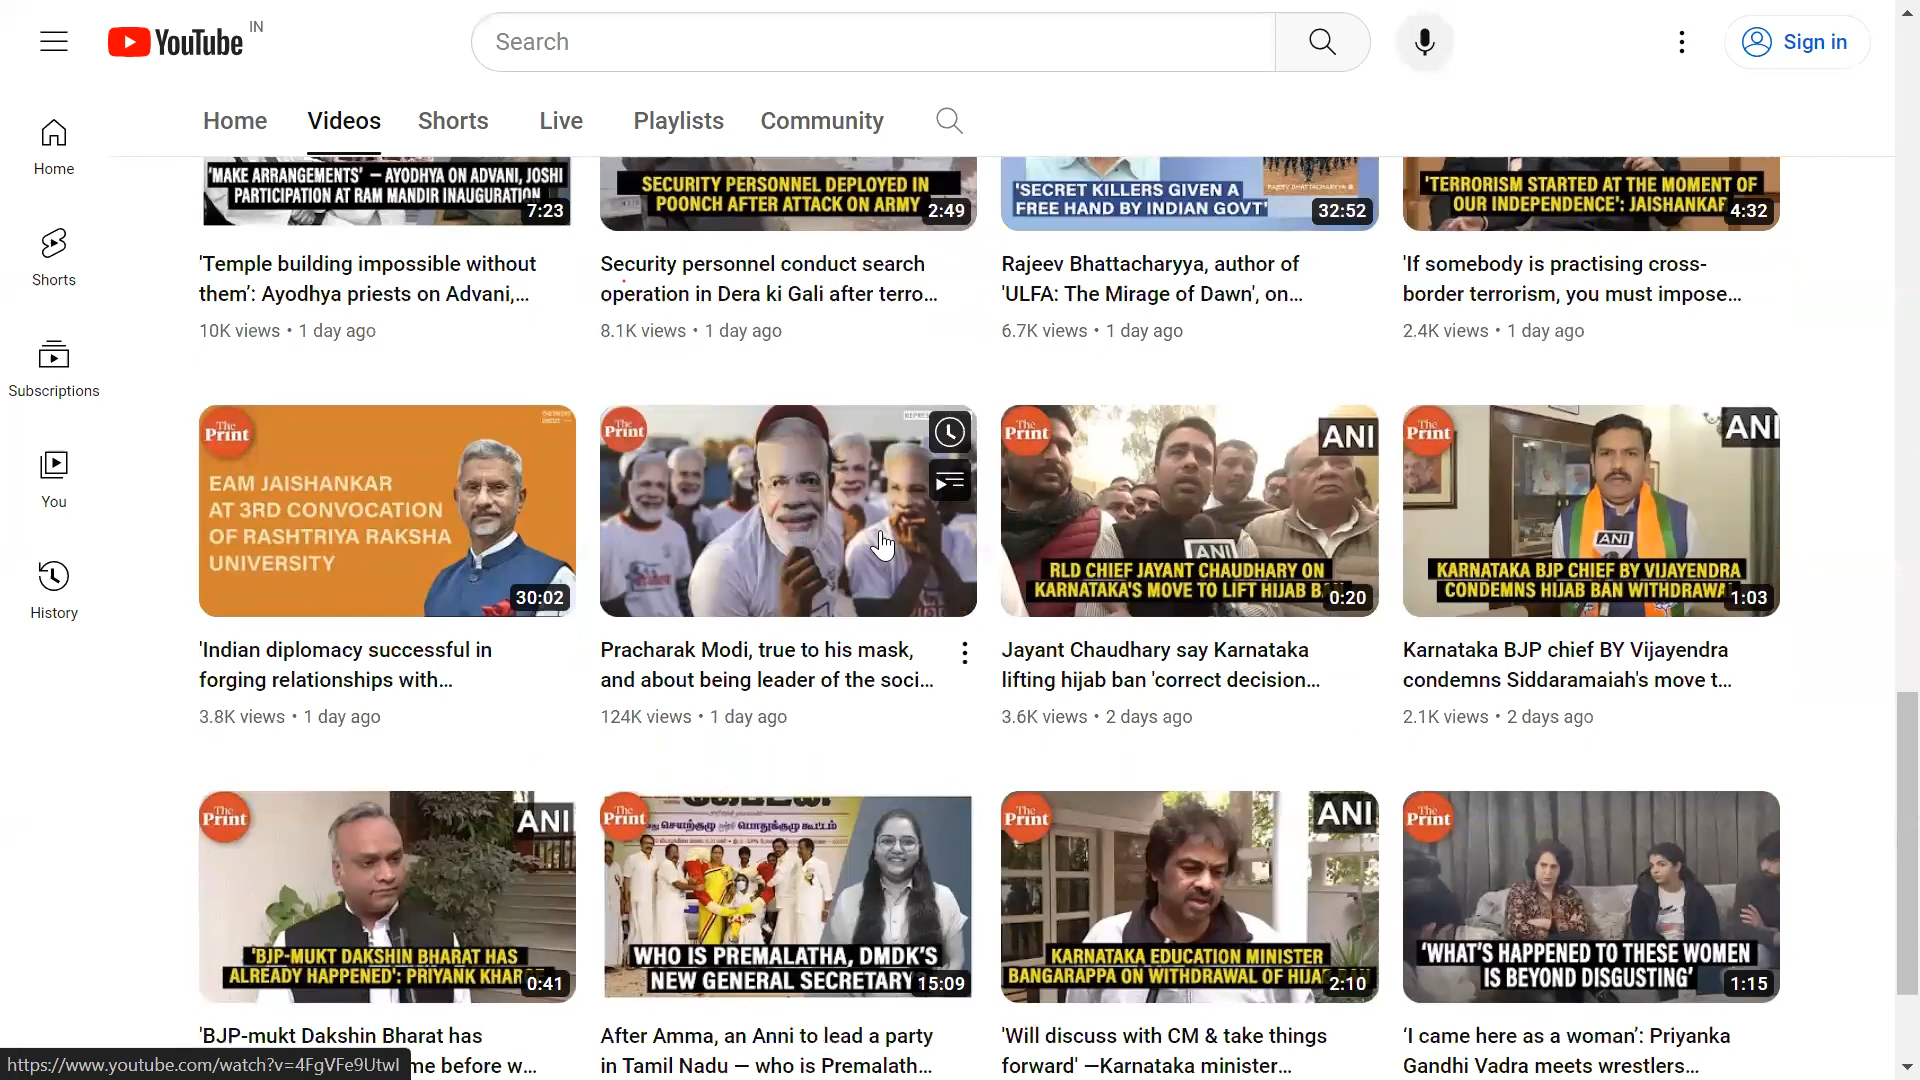 YouTube IN
Search
Sign in
Home
Videos
Shorts
Live
Playlists
Community
Home
Shorts
Subscriptions
You
History
'MAKE ARRANGEMENTS' – AYODHYA ON ADVANI, JOSHI
PARTICIPATION AT RAM MANDIR INAUGURATION
7:23
SECURITY PERSONNEL DEPLOYED IN
POONCH AFTER ATTACK ON ARMY
2:49
'SECRET KILLERS GIVEN A
FREE HAND BY INDIAN GOVT'
RAJEEV BHATTACHARYYA
32:52
'TERRORISM STARTED AT THE MOMENT OF
OUR INDEPENDENCE': JAISHANKAR
4:32
'Temple building impossible without
them': Ayodhya priests on Advani,...
10K views • 1 day ago
Security personnel conduct search
operation in Dera ki Gali after terro...
8.1K views • 1 day ago
Rajeev Bhattacharyya, author of
'ULFA: The Mirage of Dawn', on...
6.7K views • 1 day ago
'If somebody is practising cross-
border terrorism, you must impose...
2.4K views • 1 day ago
The
Print
EAM JAISHANKAR
AT 3RD CONVOCATION
OF RASHTRIYA RAKSHA
UNIVERSITY
30:02
The
Print
The
Print
ANI
ANI
RLD CHIEF JAYANT CHAUDHARY ON
KARNATAKA'S MOVE TO LIFT HIJAB B
0:20
The
Print
ANI
ANI
KARNATAKA BJP CHIEF BY VIJAYENDRA
CONDEMNS HIJAB BAN WITHDRAWA
1:03
'Indian diplomacy successful in
forging relationships with...
3.8K views • 1 day ago
Pracharak Modi, true to his mask,
and about being leader of the soci...
124K views • 1 day ago
Jayant Chaudhary say Karnataka
lifting hijab ban 'correct decision...
3.6K views • 2 days ago
Karnataka BJP chief BY Vijayendra
condemns Siddaramaiah's move t...
2.1K views • 2 days ago
The
Print
ANI
'BJP-MUKT DAKSHIN BHARAT HAS
ALREADY HAPPENED': PRIYANK KHAR
0:41
The
Print
செயற்குழு பொதுக்குழு கூட்டம்
WHO IS PREMALATHA, DMDK'S
NEW GENERAL SECRETARY
15:09
The
Print
ANI
KARNATAKA EDUCATION MINISTER
BANGARAPPA ON WITHDRAWAL OF HIJA
2:10
The
Print
'WHAT'S HAPPENED TO THESE WOMEN
IS BEYOND DISGUSTING'
1:15
'BJP-mukt Dakshin Bharat has
me before w...
After Amma, an Anni to lead a party
in Tamil Nadu — who is Premalath...
'Will discuss with CM & take things
forward' —Karnataka minister...
'I came here as a woman': Priyanka
Gandhi Vadra meets wrestlers...
https://www.youtube.com/watch?v=4FgVFe9UtwI